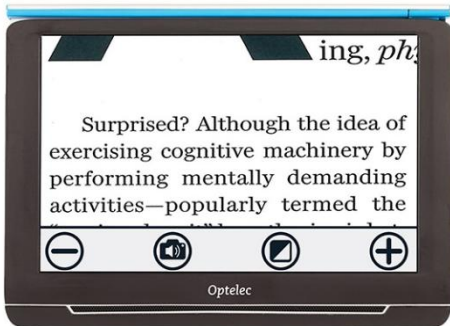 ing, ph
Surprised? Although the idea of
exercising cognitive machinery by
performing mentally demanding
activities—popularly termed the
Optelec